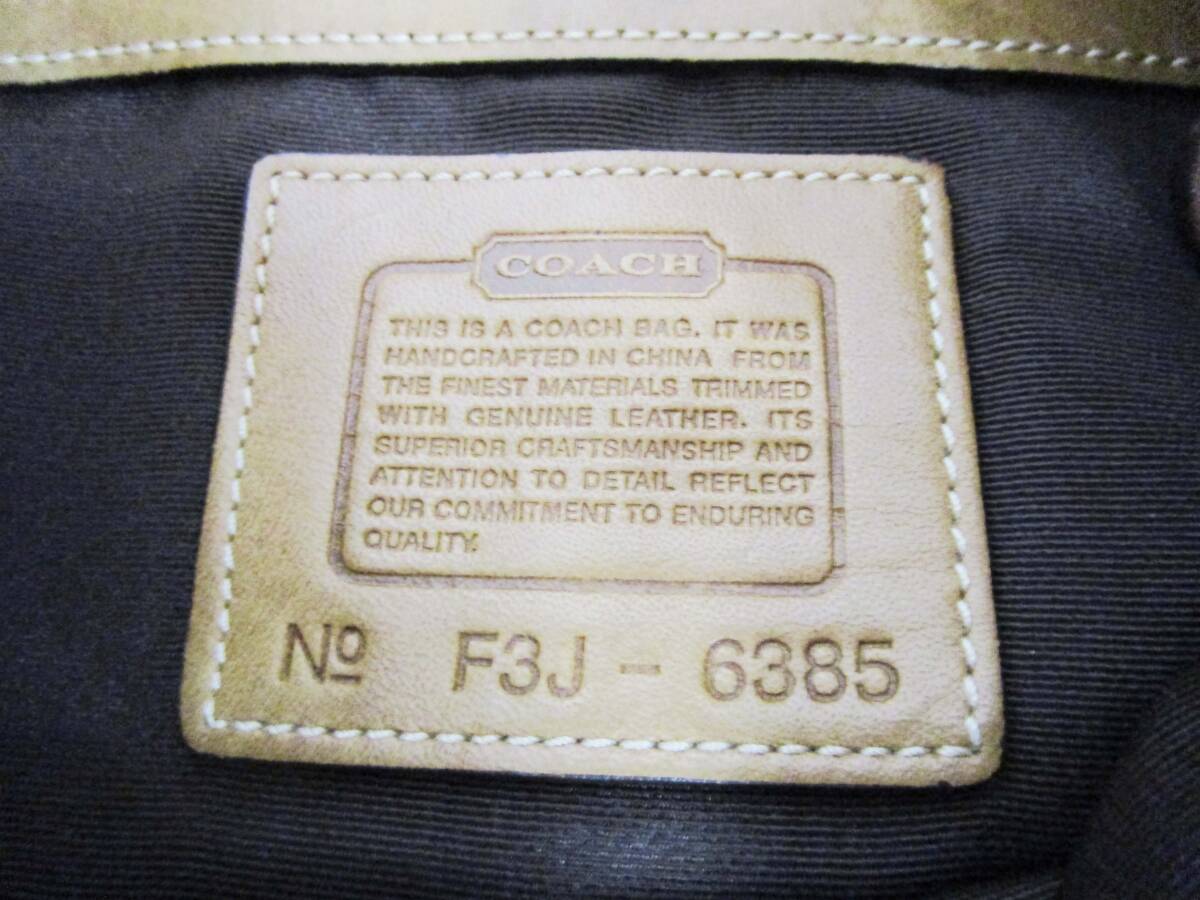 COACH
THIS IS A COACH BAG. IT WAS
HANDCRAFTED IN CHINA FROM
THE FINEST MATERIALS TRIMMED
WITH GENUINE LEATHER. ITS
SUPERIOR CRAFTSMANSHIP AND
ATTENTION TO DETAIL REFLECT
OUR COMMITMENT TO ENDURING
QUALITY.
Nº F3J - 6385